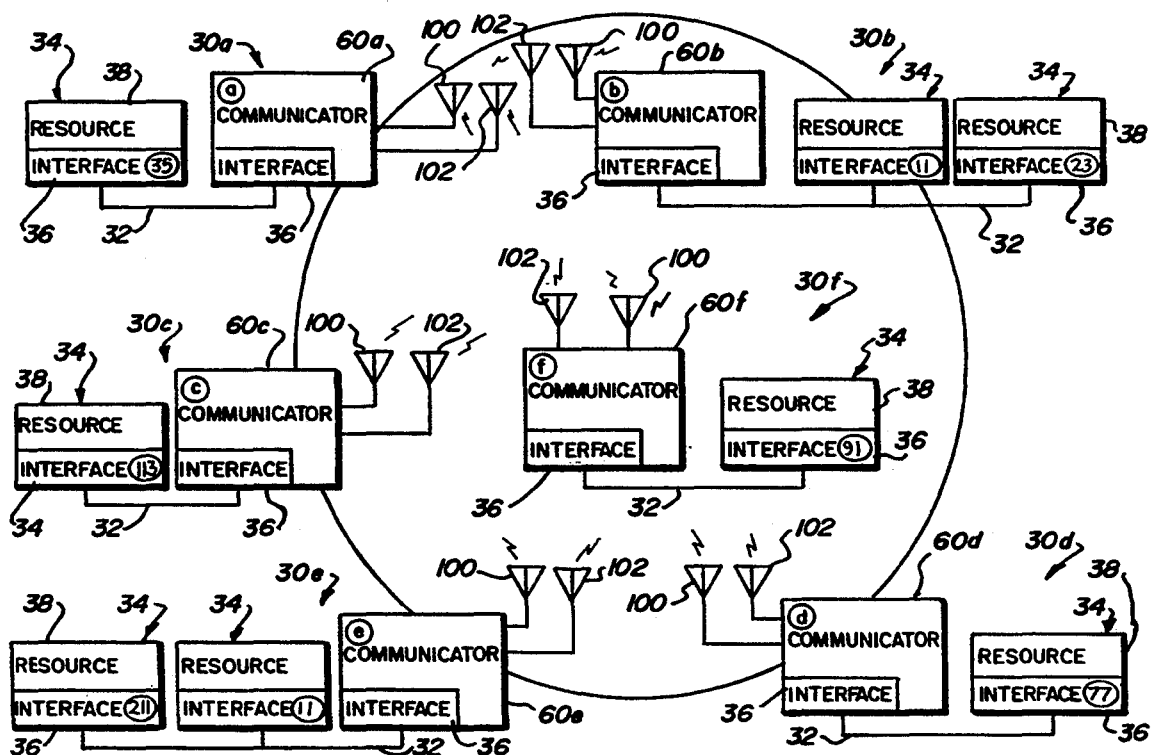 102
100
60a
100
60b
30a
30b
34
34
34
38
38
ⓐ
COMMUNICATOR
ⓑ
COMMUNICATOR
RESOURCE
RESOURCE
RESOURCE
INTERFACE 35
INTERFACE
102
INTERFACE
INTERFACE 11
INTERFACE 23
36
32
36
36
32
36
102
100
30f
60f
30c
60c
100
102
34
34
38
ⓒ
COMMUNICATOR
ⓕ
COMMUNICATOR
RESOURCE
38
RESOURCE
INTERFACE 113
INTERFACE
INTERFACE
INTERFACE 91
36
34
32
36
36
32
60d
30d
102
100
102
30e
100
38
38
34
34
34
ⓔ
COMMUNICATOR
ⓓ
COMMUNICATOR
RESOURCE
RESOURCE
RESOURCE
INTERFACE 211
INTERFACE 11
INTERFACE
60e
INTERFACE
INTERFACE 77
36
36
32
36
32
36